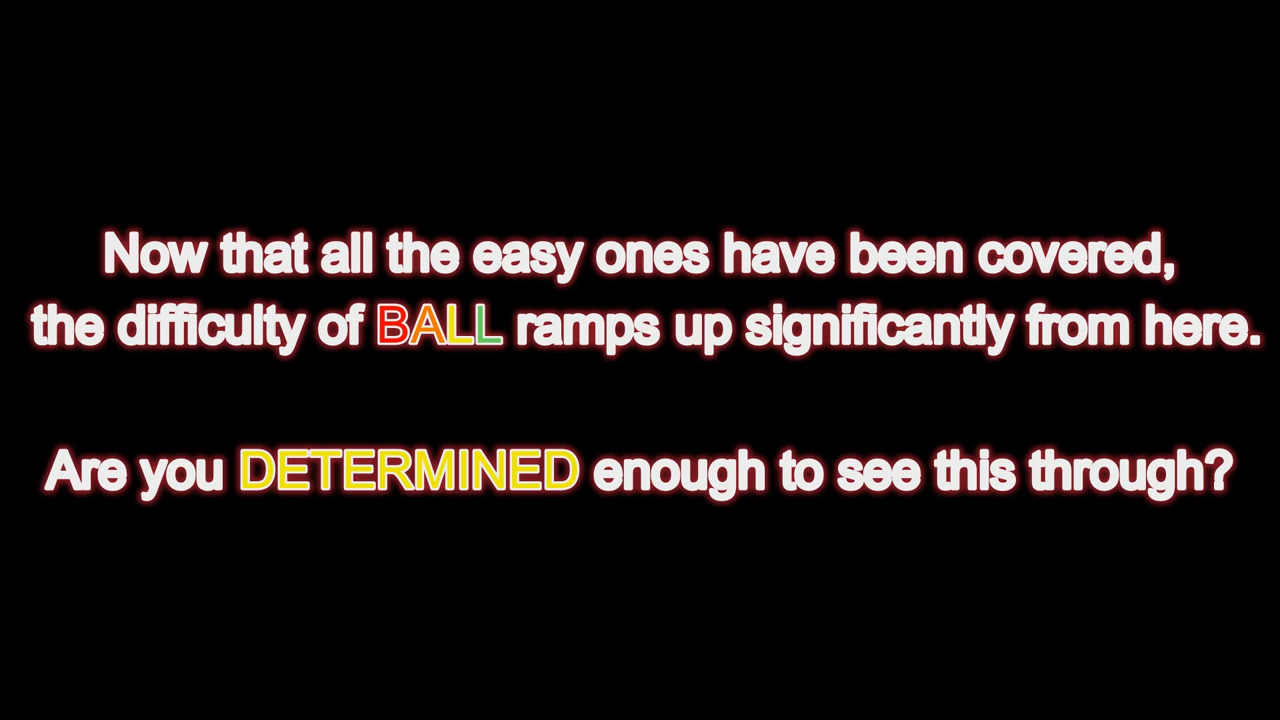 Now that all the easy ones have been covered,
the difficulty of BALL ramps up significantly from here.
Are you DETERMINED enough to see this through?